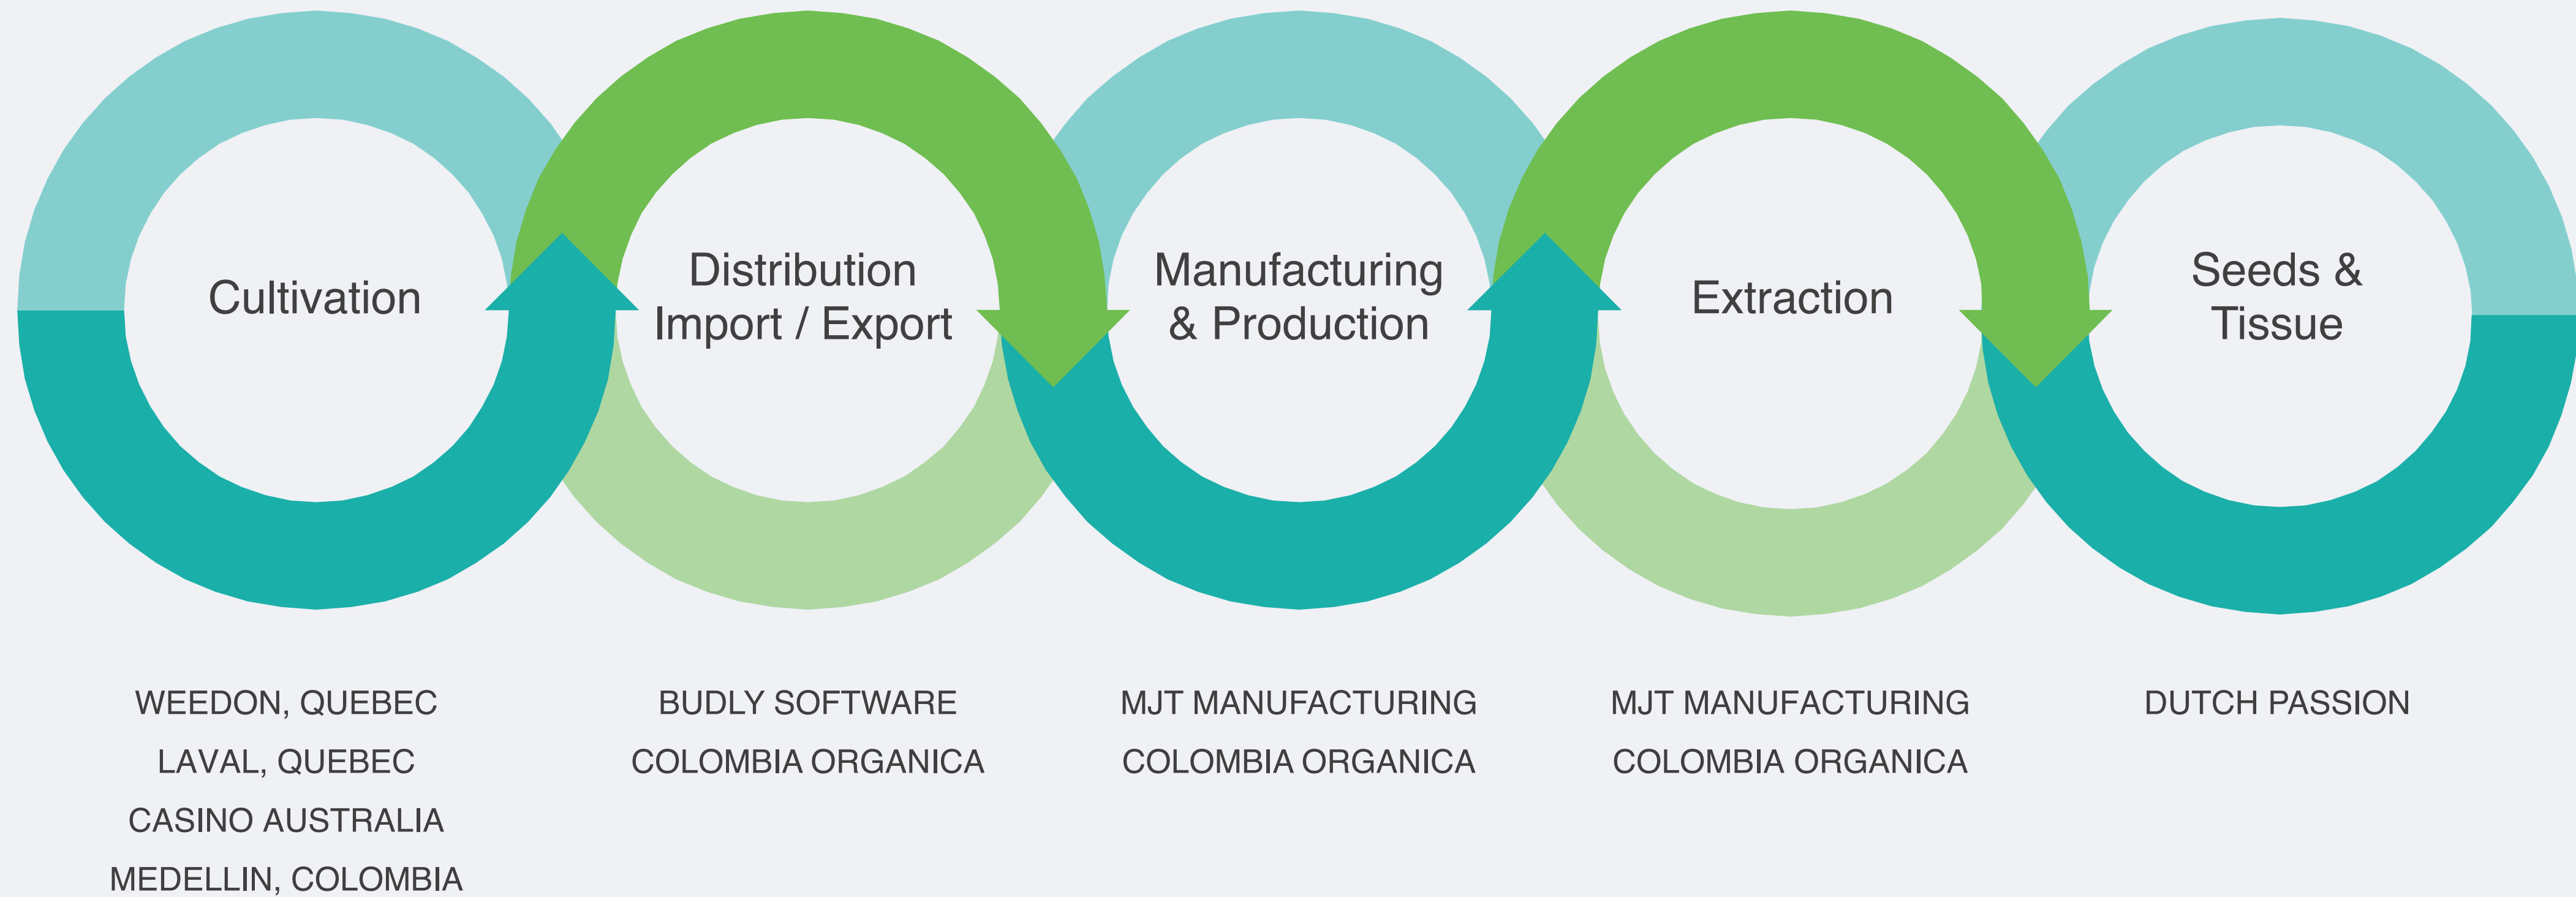 Cultivation
Distribution
Import / Export
Manufacturing
& Production
Extraction
Seeds &
Tissue
WEEDON, QUEBEC
LAVAL, QUEBEC
CASINO AUSTRALIA
MEDELLIN, COLOMBIA
BUDLY SOFTWARE
COLOMBIA ORGANICA
MJT MANUFACTURING
COLOMBIA ORGANICA
MJT MANUFACTURING
COLOMBIA ORGANICA
DUTCH PASSION